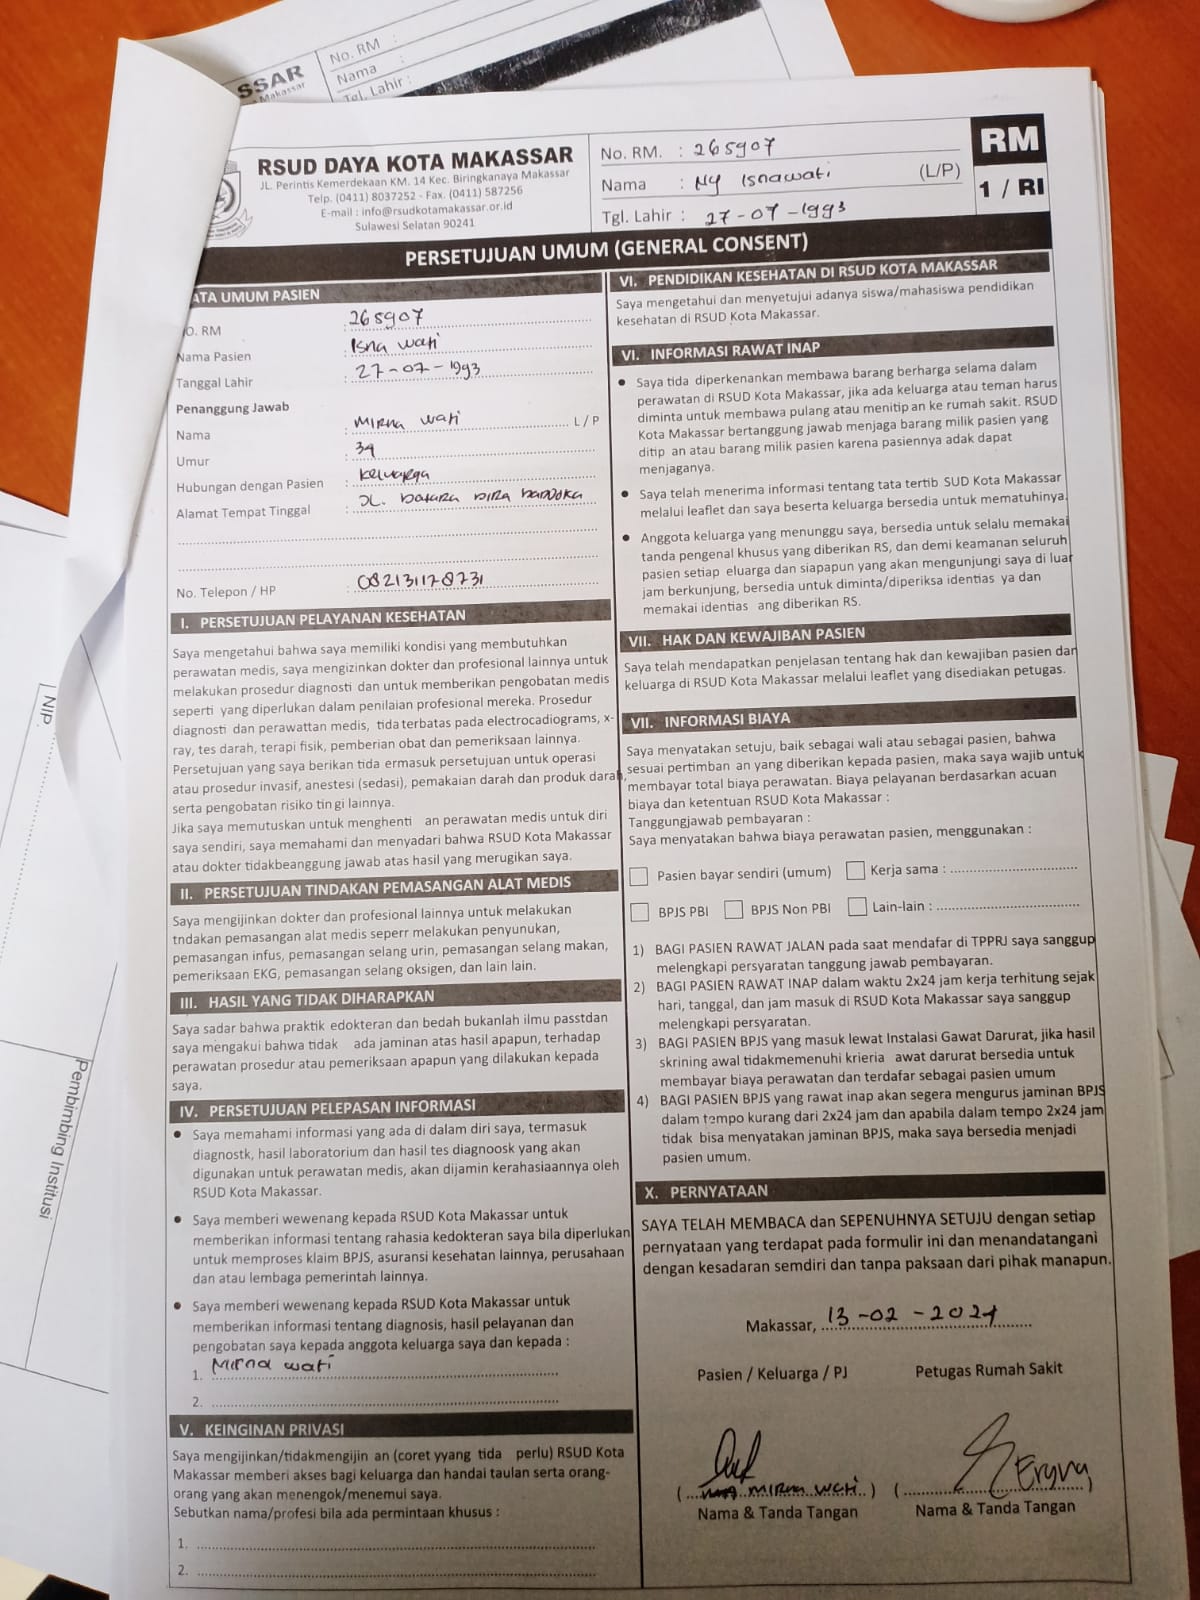 No. RM :
Nama :
Tgl. Lahir :
SSAR
Makassar
RSUD DAYA KOTA MAKASSAR
JL. Perintis Kemerdekaan KM. 14 Kec. Biringkanaya Makassar
Telp. (0411) 8037252 - Fax. (0411) 587256
E-mail : info@rsudkotamakassar.or.id
Sulawesi Selatan 90241
No. RM. : 265907
Nama : Ny Isnawati (L/P)
Tgl. Lahir : 27-07-1993
RM
1 / RI
PERSETUJUAN UMUM (GENERAL CONSENT)
ATA UMUM PASIEN
O. RM : 265907
Nama Pasien : Isna wati
Tanggal Lahir : 27-07-1993
Penanggung Jawab
Nama : Mirna wati L / P
Umur : 39
Hubungan dengan Pasien : Keluarga
Alamat Tempat Tinggal : JL. batara bira baddoka
No. Telepon / HP : 082131178731
I. PERSETUJUAN PELAYANAN KESEHATAN
Saya mengetahui bahwa saya memiliki kondisi yang membutuhkan
perawatan medis, saya mengizinkan dokter dan profesional lainnya untuk
melakukan prosedur diagnosti dan untuk memberikan pengobatan medis
seperti yang diperlukan dalam penilaian profesional mereka. Prosedur
diagnosti dan perawattan medis, tida terbatas pada electrocadiograms, x-
ray, tes darah, terapi fisik, pemberian obat dan pemeriksaan lainnya.
Persetujuan yang saya berikan tida ermasuk persetujuan untuk operasi
atau prosedur invasif, anestesi (sedasi), pemakaian darah dan produk darah,
serta pengobatan risiko tin gi lainnya.
Jika saya memutuskan untuk menghenti an perawatan medis untuk diri
saya sendiri, saya memahami dan menyadari bahwa RSUD Kota Makassar
atau dokter tidakbeanggung jawab atas hasil yang merugikan saya.
II. PERSETUJUAN TINDAKAN PEMASANGAN ALAT MEDIS
Saya mengijinkan dokter dan profesional lainnya untuk melakukan
tndakan pemasangan alat medis seperr melakukan penyunukan,
pemasangan infus, pemasangan selang urin, pemasangan selang makan,
pemeriksaan EKG, pemasangan selang oksigen, dan lain lain.
III. HASIL YANG TIDAK DIHARAPKAN
Saya sadar bahwa praktik edokteran dan bedah bukanlah ilmu passtdan
saya mengakui bahwa tidak ada jaminan atas hasil apapun, terhadap
perawatan prosedur atau pemeriksaan apapun yang dilakukan kepada
saya.
IV. PERSETUJUAN PELEPASAN INFORMASI
• Saya memahami informasi yang ada di dalam diri saya, termasuk
diagnostk, hasil laboratorium dan hasil tes diagnoosk yang akan
digunakan untuk perawatan medis, akan dijamin kerahasiaannya oleh
RSUD Kota Makassar.
• Saya memberi wewenang kepada RSUD Kota Makassar untuk
memberikan informasi tentang rahasia kedokteran saya bila diperlukan
untuk memproses klaim BPJS, asuransi kesehatan lainnya, perusahaan
dan atau lembaga pemerintah lainnya.
• Saya memberi wewenang kepada RSUD Kota Makassar untuk
memberikan informasi tentang diagnosis, hasil pelayanan dan
pengobatan saya kepada anggota keluarga saya dan kepada :
1. Mirna wati
2.
V. KEINGINAN PRIVASI
Saya mengijinkan/tidakmengijin an (coret yyang tida perlu) RSUD Kota
Makassar memberi akses bagi keluarga dan handai taulan serta orang-
orang yang akan menengok/menemui saya.
Sebutkan nama/profesi bila ada permintaan khusus :
1.
2.
VI. PENDIDIKAN KESEHATAN DI RSUD KOTA MAKASSAR
Saya mengetahui dan menyetujui adanya siswa/mahasiswa pendidikan
kesehatan di RSUD Kota Makassar.
VI. INFORMASI RAWAT INAP
• Saya tida diperkenankan membawa barang berharga selama dalam
perawatan di RSUD Kota Makassar, jika ada keluarga atau teman harus
diminta untuk membawa pulang atau menitip an ke rumah sakit. RSUD
Kota Makassar bertanggung jawab menjaga barang milik pasien yang
ditip an atau barang milik pasien karena pasiennya adak dapat
menjaganya.
• Saya telah menerima informasi tentang tata tertib SUD Kota Makassar
melalui leaflet dan saya beserta keluarga bersedia untuk mematuhinya.
• Anggota keluarga yang menunggu saya, bersedia untuk selalu memakai
tanda pengenal khusus yang diberikan RS, dan demi keamanan seluruh
pasien setiap eluarga dan siapapun yang akan mengunjungi saya di luar
jam berkunjung, bersedia untuk diminta/diperiksa identias ya dan
memakai identias ang diberikan RS.
VII. HAK DAN KEWAJIBAN PASIEN
Saya telah mendapatkan penjelasan tentang hak dan kewajiban pasien dan
keluarga di RSUD Kota Makassar melalui leaflet yang disediakan petugas.
VII. INFORMASI BIAYA
Saya menyatakan setuju, baik sebagai wali atau sebagai pasien, bahwa
sesuai pertimban an yang diberikan kepada pasien, maka saya wajib untuk
membayar total biaya perawatan. Biaya pelayanan berdasarkan acuan
biaya dan ketentuan RSUD Kota Makassar :
Tanggungjawab pembayaran :
Saya menyatakan bahwa biaya perawatan pasien, menggunakan :
Pasien bayar sendiri (umum) Kerja sama :
BPJS PBI BPJS Non PBI Lain-lain :
1) BAGI PASIEN RAWAT JALAN pada saat mendafar di TPPRJ saya sanggup
melengkapi persyaratan tanggung jawab pembayaran.
2) BAGI PASIEN RAWAT INAP dalam waktu 2x24 jam kerja terhitung sejak
hari, tanggal, dan jam masuk di RSUD Kota Makassar saya sanggup
melengkapi persyaratan.
3) BAGI PASIEN BPJS yang masuk lewat Instalasi Gawat Darurat, jika hasil
skrining awal tidakmemenuhi krieria awat darurat bersedia untuk
membayar biaya perawatan dan terdafar sebagai pasien umum
4) BAGI PASIEN BPJS yang rawat inap akan segera mengurus jaminan BPJS
dalam tempo kurang dari 2x24 jam dan apabila dalam tempo 2x24 jam
tidak bisa menyatakan jaminan BPJS, maka saya bersedia menjadi
pasien umum.
X. PERNYATAAN
SAYA TELAH MEMBACA dan SEPENUHNYA SETUJU dengan setiap
pernyataan yang terdapat pada formulir ini dan menandatangani
dengan kesadaran semdiri dan tanpa paksaan dari pihak manapun.
Makassar, 13-02-2024
Pasien / Keluarga / PJ Petugas Rumah Sakit
( Mirna wati ) (
Nama & Tanda Tangan Nama & Tanda Tangan
NIP.
Pembimbing Institusi